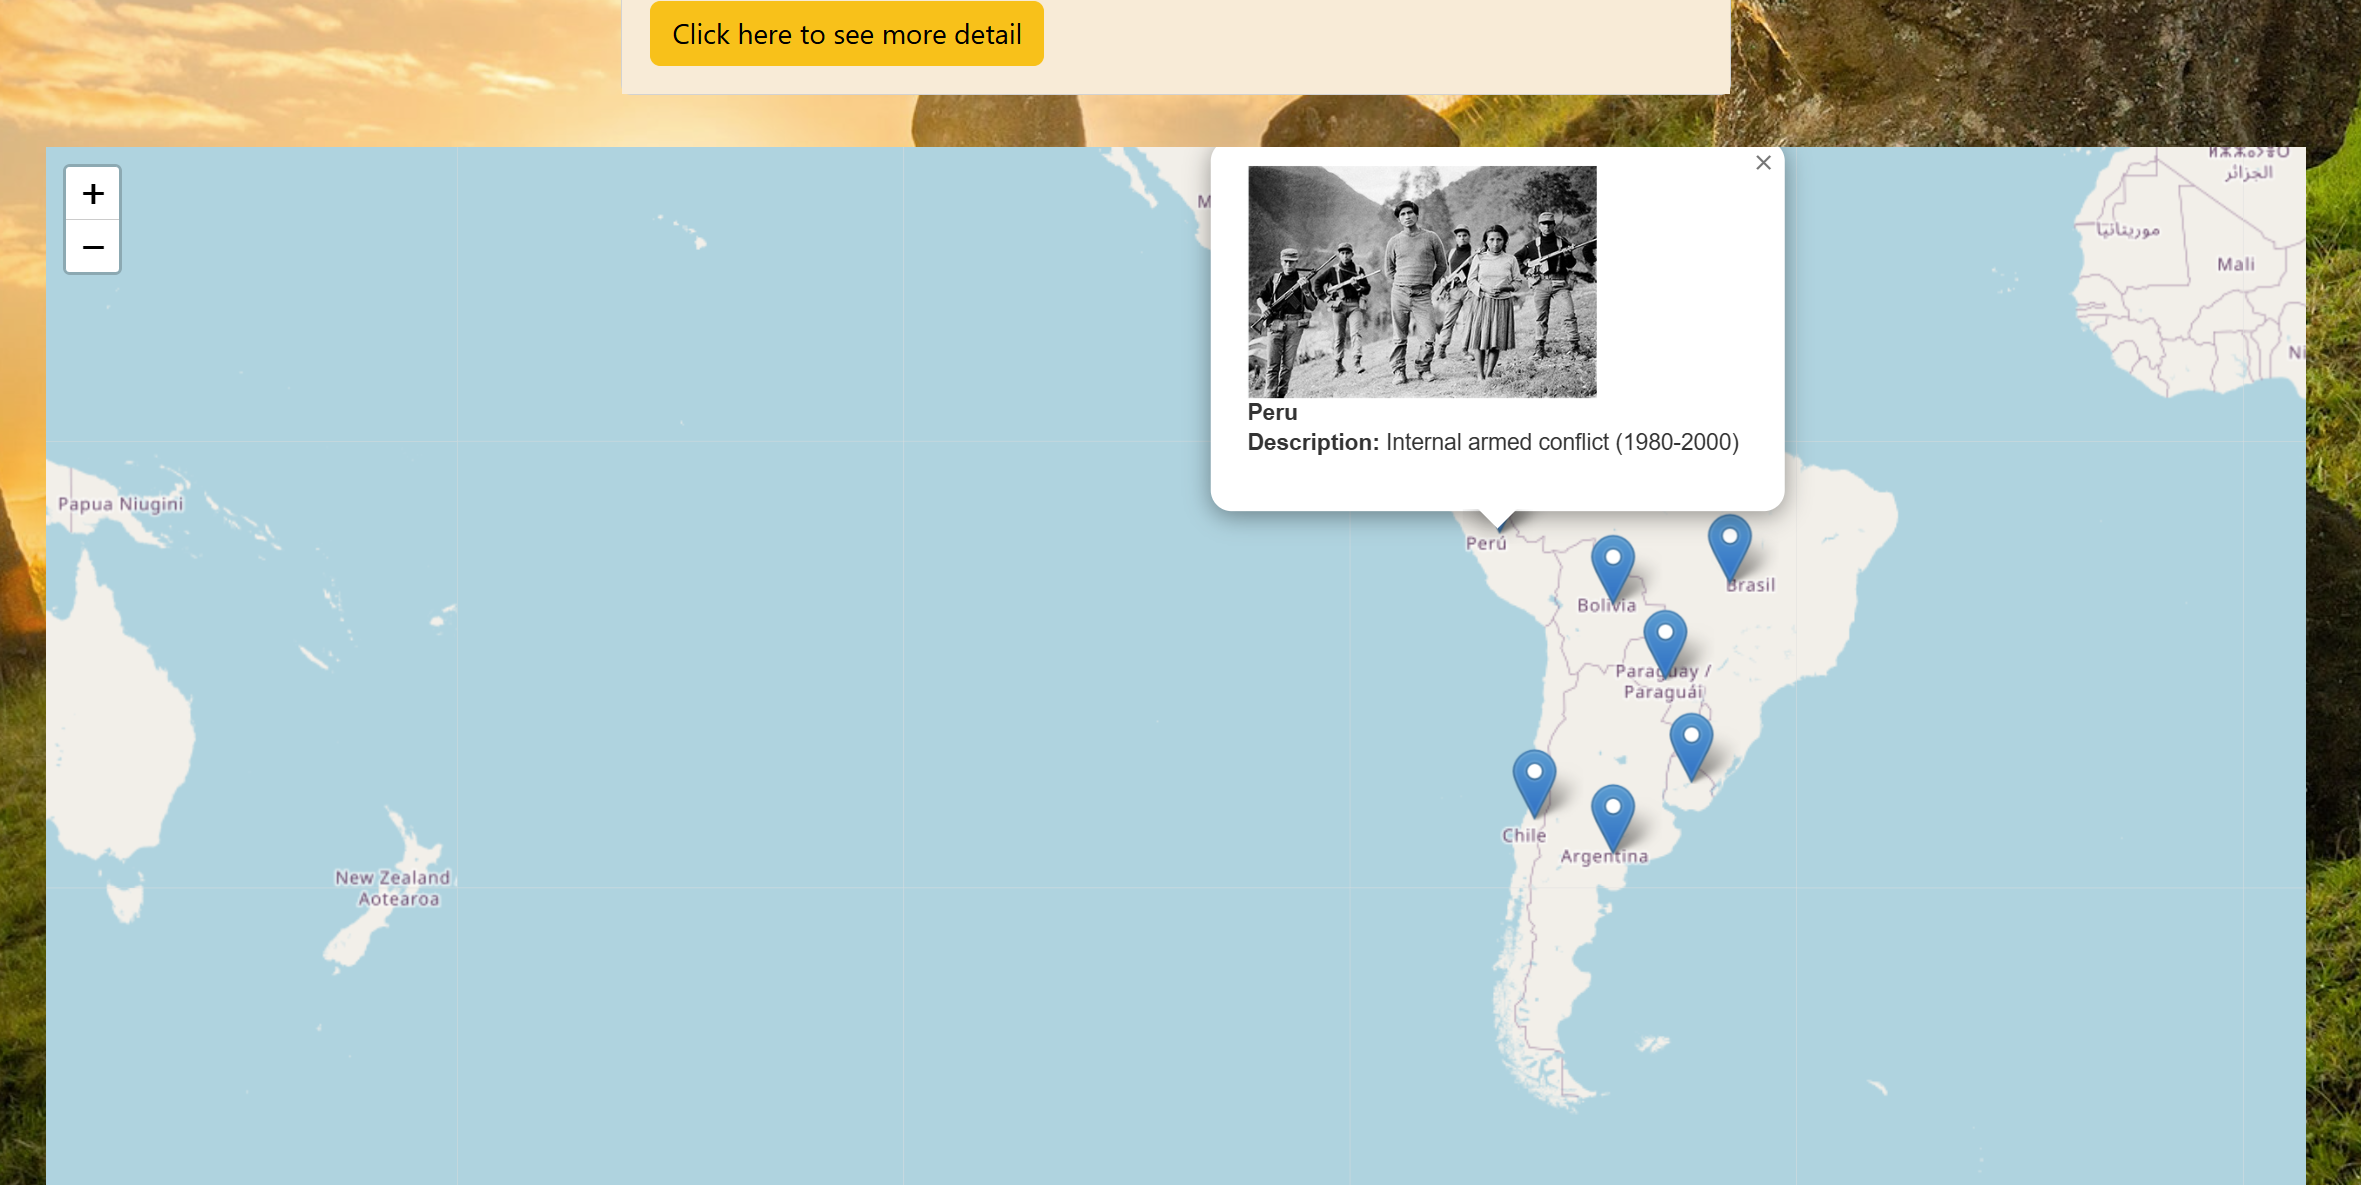 Click here to see more detail
+
−
×
M
Peru
Description: Internal armed conflict (1980-2000)
الجزائر
موريتانيا
Mali
Ni
Papua Niugini
Perú
Bolivia
Brasil
Paraguay /
Paraguái
Chile
Argentina
New Zealand
Aotearoa